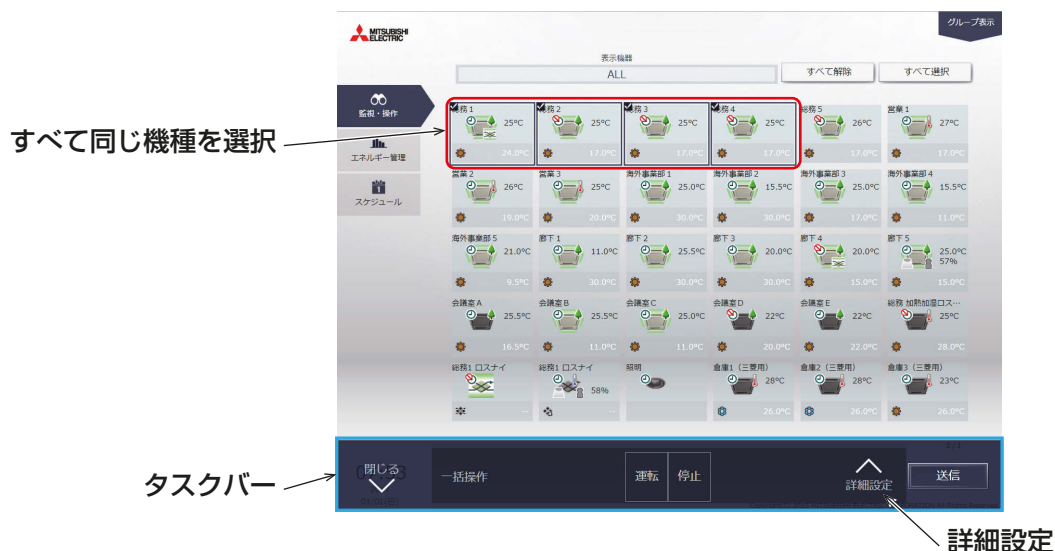 グループ表示
MITSUBISHI
ELECTRIC
表示機器
ALL
すべて解除
すべて選択
監視・操作
エネルギー管理
スケジュール
すべて同じ機種を選択
総務1
総務2
総務3
総務4
総務5
営業1
25℃
25℃
25℃
25℃
26℃
27℃
24.0℃
17.0℃
17.0℃
17.0℃
17.0℃
17.0℃
営業2
営業3
海外事業部1
海外事業部2
海外事業部3
海外事業部4
26℃
25℃
25.0℃
15.5℃
25.0℃
15.5℃
19.0℃
20.0℃
30.0℃
30.0℃
17.0℃
11.0℃
海外事業部5
廊下1
廊下2
廊下3
廊下4
廊下5
21.0℃
11.0℃
25.5℃
20.0℃
20.0℃
25.0℃
57%
9.5℃
30.0℃
30.0℃
30.0℃
15.0℃
15.0℃
会議室A
会議室B
会議室C
会議室D
会議室E
総務 加熱加湿ロス…
25.5℃
25.5℃
25.0℃
22℃
22℃
25℃
16.5℃
11.0℃
11.0℃
20.0℃
22.0℃
28.0℃
総務1 ロスナイ
総務1 ロスナイ
照明
倉庫1 (三菱用)
倉庫2 (三菱用)
倉庫3 (三菱用)
58%
28℃
28℃
23℃
--
--
26.0℃
26.0℃
26.0℃
タスクバー
閉じる
一括操作
運転
停止
詳細設定
送信
詳細設定